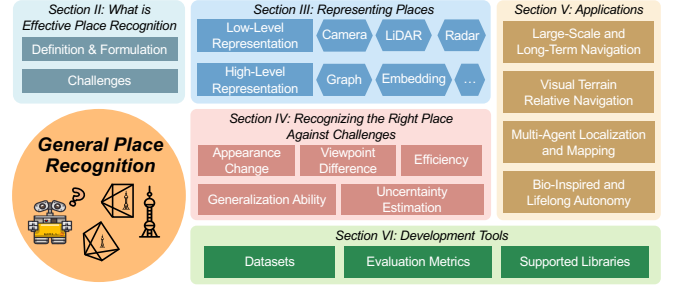 Section II: What is
Effective Place Recognition
Definition & Formulation
Challenges
Section III: Representing Places
Low-Level
Representation
Camera
LiDAR
Radar
High-Level
Representation
Graph
Embedding
...
Section IV: Recognizing the Right Place
Against Challenges
Appearance
Change
Viewpoint
Difference
Efficiency
Generalization Ability
Uncerntainty
Estimation
Section V: Applications
Large-Scale and
Long-Term Navigation
Visual Terrain
Relative Navigation
Multi-Agent Localization
and Mapping
Bio-Inspired and
Lifelong Autonomy
General Place
Recognition
?
Section VI: Development Tools
Datasets
Evaluation Metrics
Supported Libraries